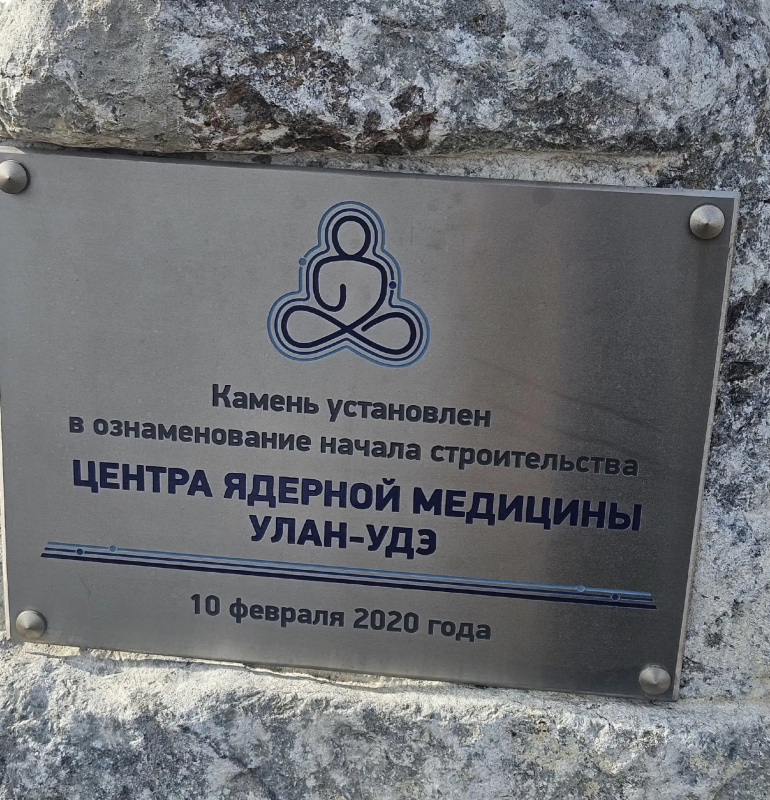 Камень установлен
в ознаменование начала строительства
ЦЕНТРА ЯДЕРНОЙ МЕДИЦИНЫ
УЛАН-УДЭ
10 февраля 2020 года